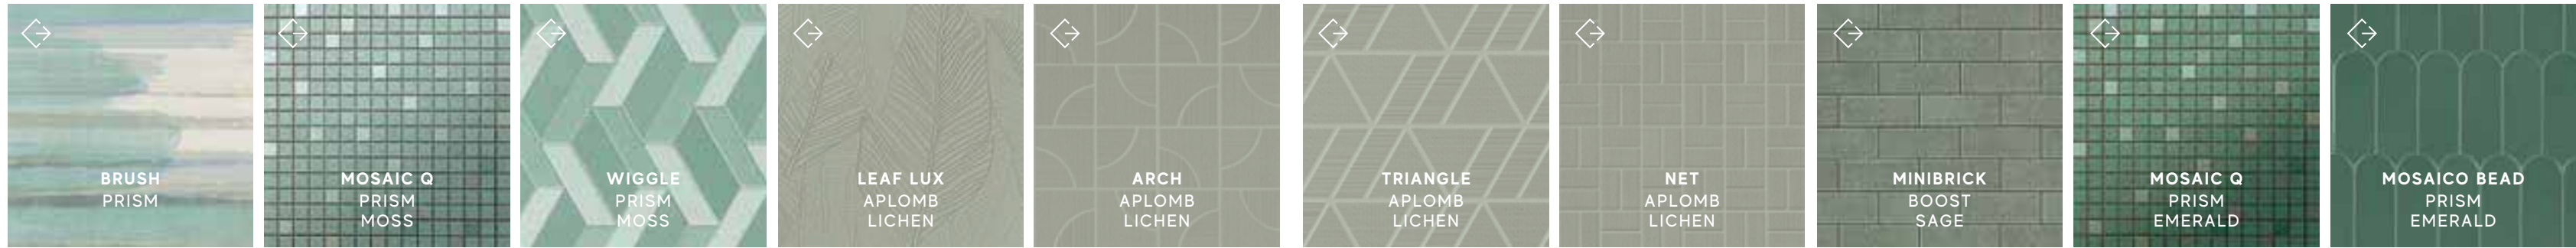 BRUSH
PRISM
MOSAIC Q
PRISM
MOSS
WIGGLE
PRISM
MOSS
LEAF LUX
APLOMB
LICHEN
ARCH
APLOMB
LICHEN
TRIANGLE
APLOMB
LICHEN
NET
APLOMB
LICHEN
MINIBRICK
BOOST
SAGE
MOSAIC Q
PRISM
EMERALD
MOSAICO BEAD
PRISM
EMERALD